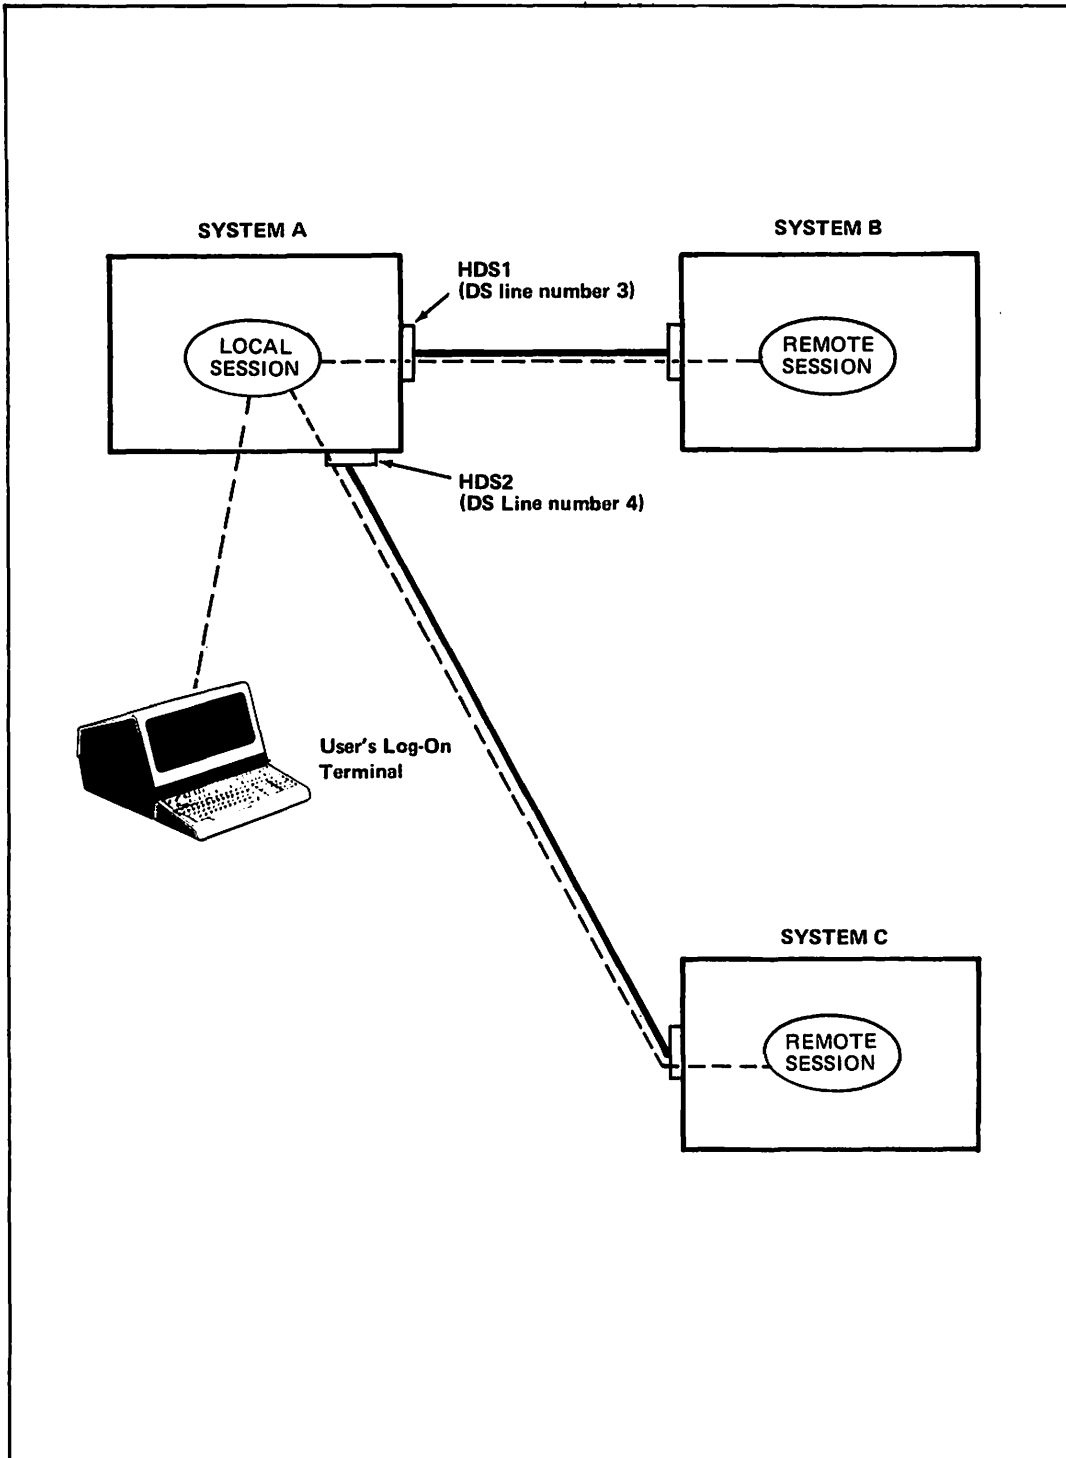 SYSTEM A
SYSTEM B
HDS1
(DS line number 3)
LOCAL
SESSION
REMOTE
SESSION
HDS2
(DS Line number 4)
User's Log-On
Terminal
SYSTEM C
REMOTE
SESSION